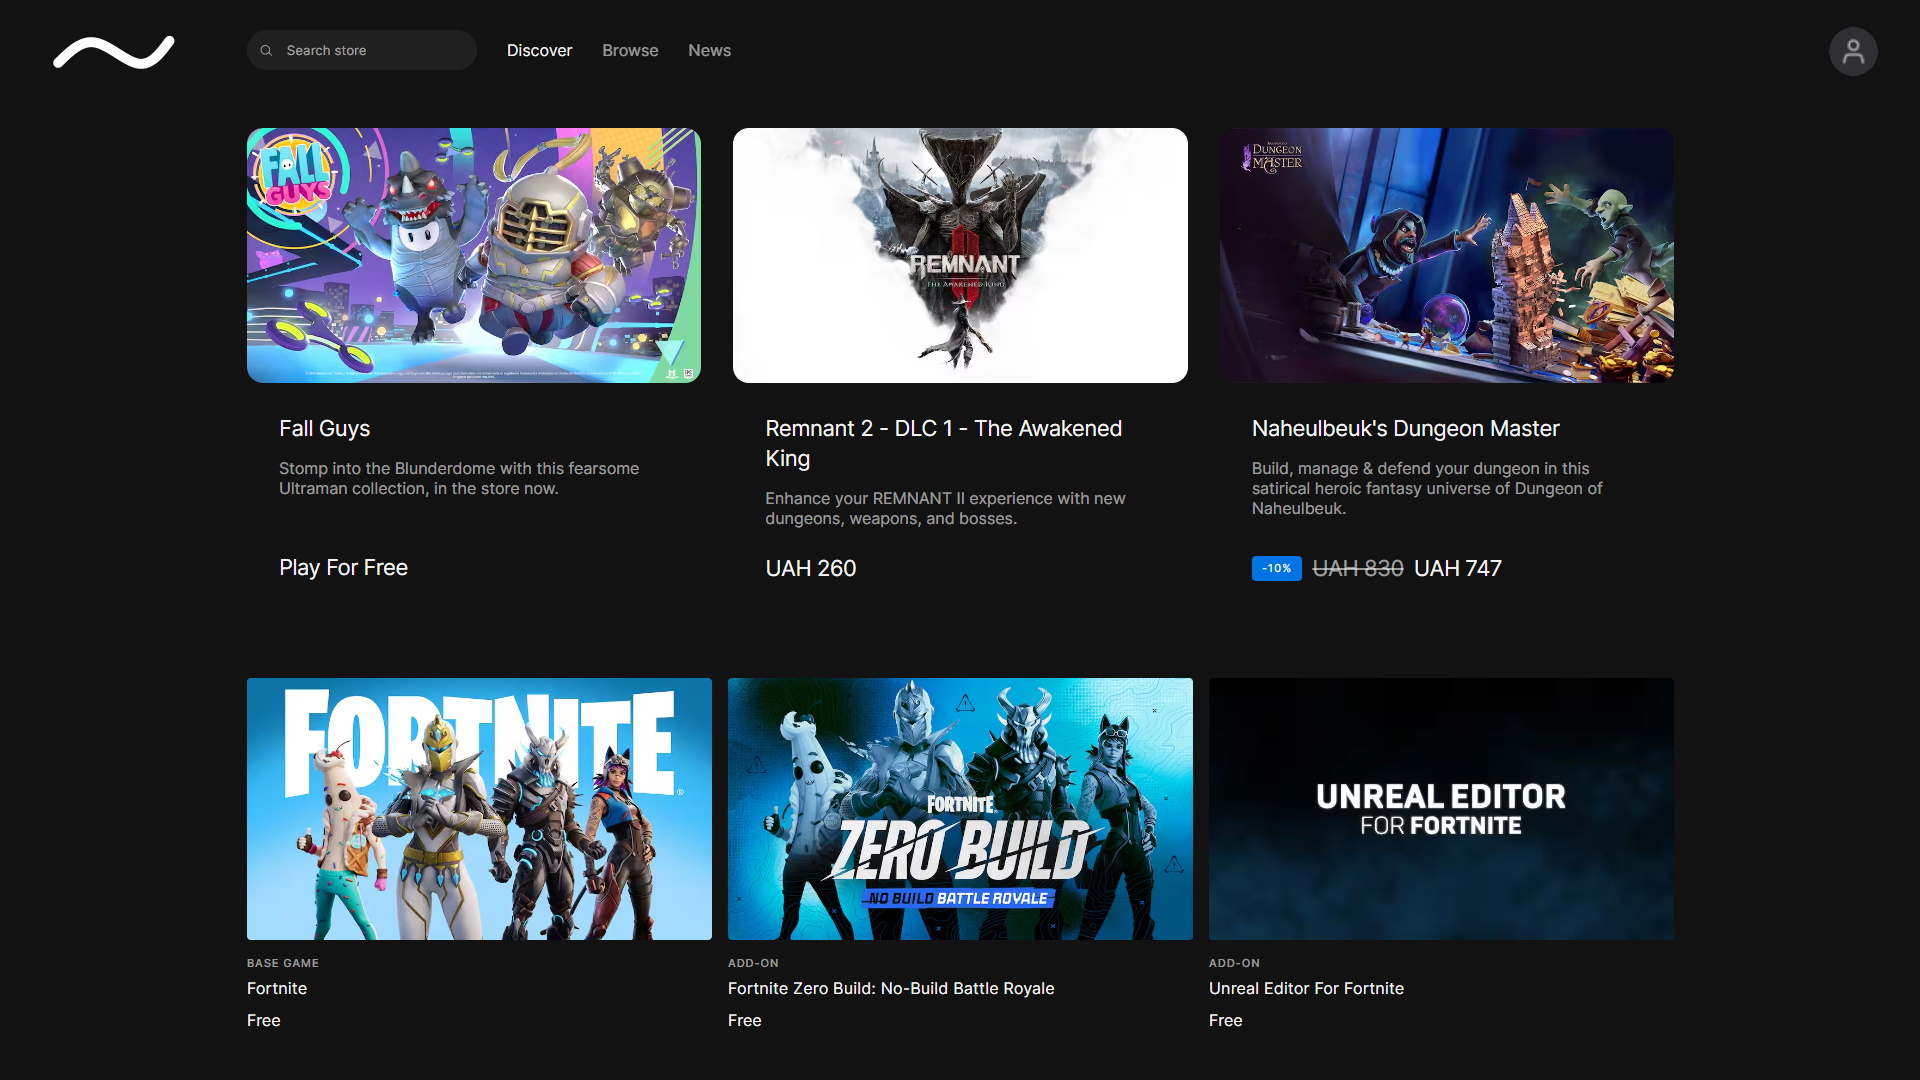 Search store
Discover
Browse
News
FALL
GUYS
REMNANT
THE AWAKENED KING
DUNGEON
MASTER
Fall Guys
Stomp into the Blunderdome with this fearsome
Ultraman collection, in the store now.
Play For Free
Remnant 2 - DLC 1 - The Awakened
King
Enhance your REMNANT II experience with new
dungeons, weapons, and bosses.
UAH 260
Naheulbeuk's Dungeon Master
Build, manage & defend your dungeon in this
satirical heroic fantasy universe of Dungeon of
Naheulbeuk.
-10% UAH 830 UAH 747
FORTNITE
FORTNITE
ZERO BUILD
NO BUILD BATTLE ROYALE
UNREAL EDITOR
FOR FORTNITE
BASE GAME
Fortnite
Free
ADD-ON
Fortnite Zero Build: No-Build Battle Royale
Free
ADD-ON
Unreal Editor For Fortnite
Free